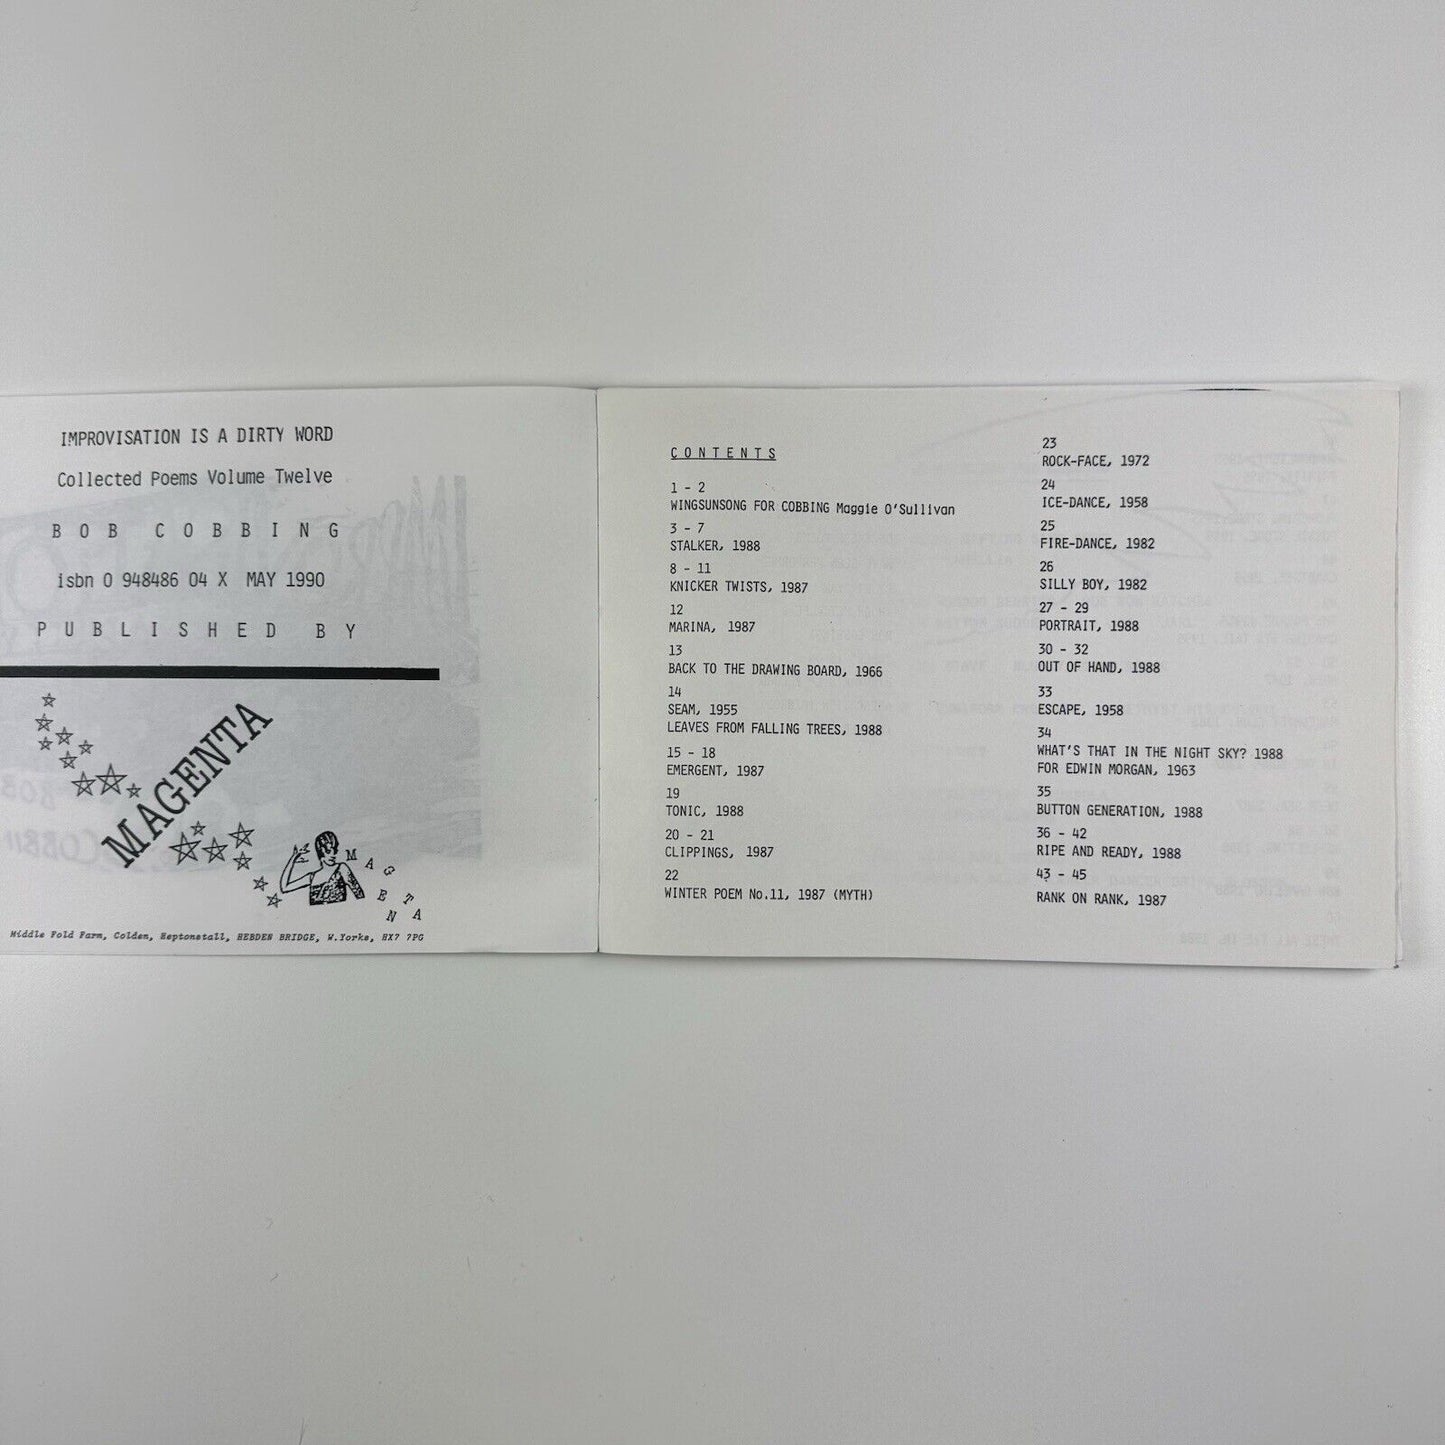 IMPROVISATION IS A DIRTY WORD
Collected Poems Volume Twelve
BOB COBBING
isbn 0 948486 04 X MAY 1990
PUBLISHED BY
MAGENTA
MAGENTA
Middle Fold Farm, Colden, Heptonstall, HEBDEN BRIDGE, W.Yorks, HX7 7PG
CONTENTS
1 - 2
WINGSUNSONG FOR COBBING Maggie O'Sullivan
3 - 7
STALKER, 1988
8 - 11
KNICKER TWISTS, 1987
12
MARINA, 1987
13
BACK TO THE DRAWING BOARD, 1966
14
SEAM, 1955
LEAVES FROM FALLING TREES, 1988
15 - 18
EMERGENT, 1987
19
TONIC, 1988
20 - 21
CLIPPINGS, 1987
22
WINTER POEM No.11, 1987 (MYTH)
23
ROCK-FACE, 1972
24
ICE-DANCE, 1958
25
FIRE-DANCE, 1982
26
SILLY BOY, 1982
27 - 29
PORTRAIT, 1988
30 - 32
OUT OF HAND, 1988
33
ESCAPE, 1958
34
WHAT'S THAT IN THE NIGHT SKY? 1988
FOR EDWIN MORGAN, 1963
35
BUTTON GENERATION, 1988
36 - 42
RIPE AND READY, 1988
43 - 45
RANK ON RANK, 1987